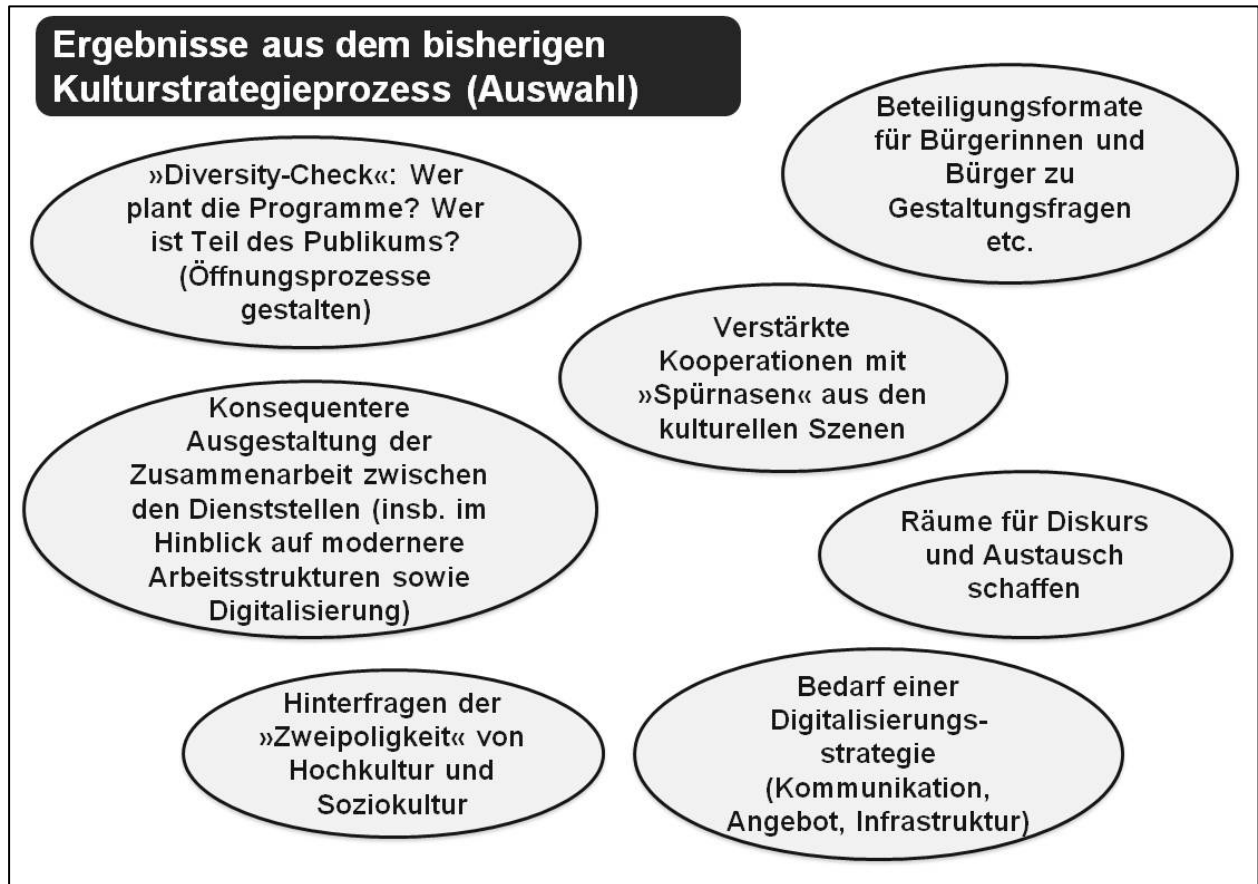 Ergebnisse aus dem bisherigen
Kulturstrategieprozess (Auswahl)
Beteiligungsformate
für Bürgerinnen und
Bürger zu
Gestaltungsfragen
etc.
»Diversity-Check«: Wer
plant die Programme? Wer
ist Teil des Publikums?
(Öffnungsprozesse
gestalten)
Verstärkte
Kooperationen mit
»Spürnasen« aus den
kulturellen Szenen
Konsequentere
Ausgestaltung der
Zusammenarbeit zwischen
den Dienststellen (insb. im
Hinblick auf modernere
Arbeitsstrukturen sowie
Digitalisierung)
Räume für Diskurs
und Austausch
schaffen
Hinterfragen der
»Zweipoligkeit« von
Hochkultur und
Soziokultur
Bedarf einer
Digitalisierungs-
strategie
(Kommunikation,
Angebot, Infrastruktur)